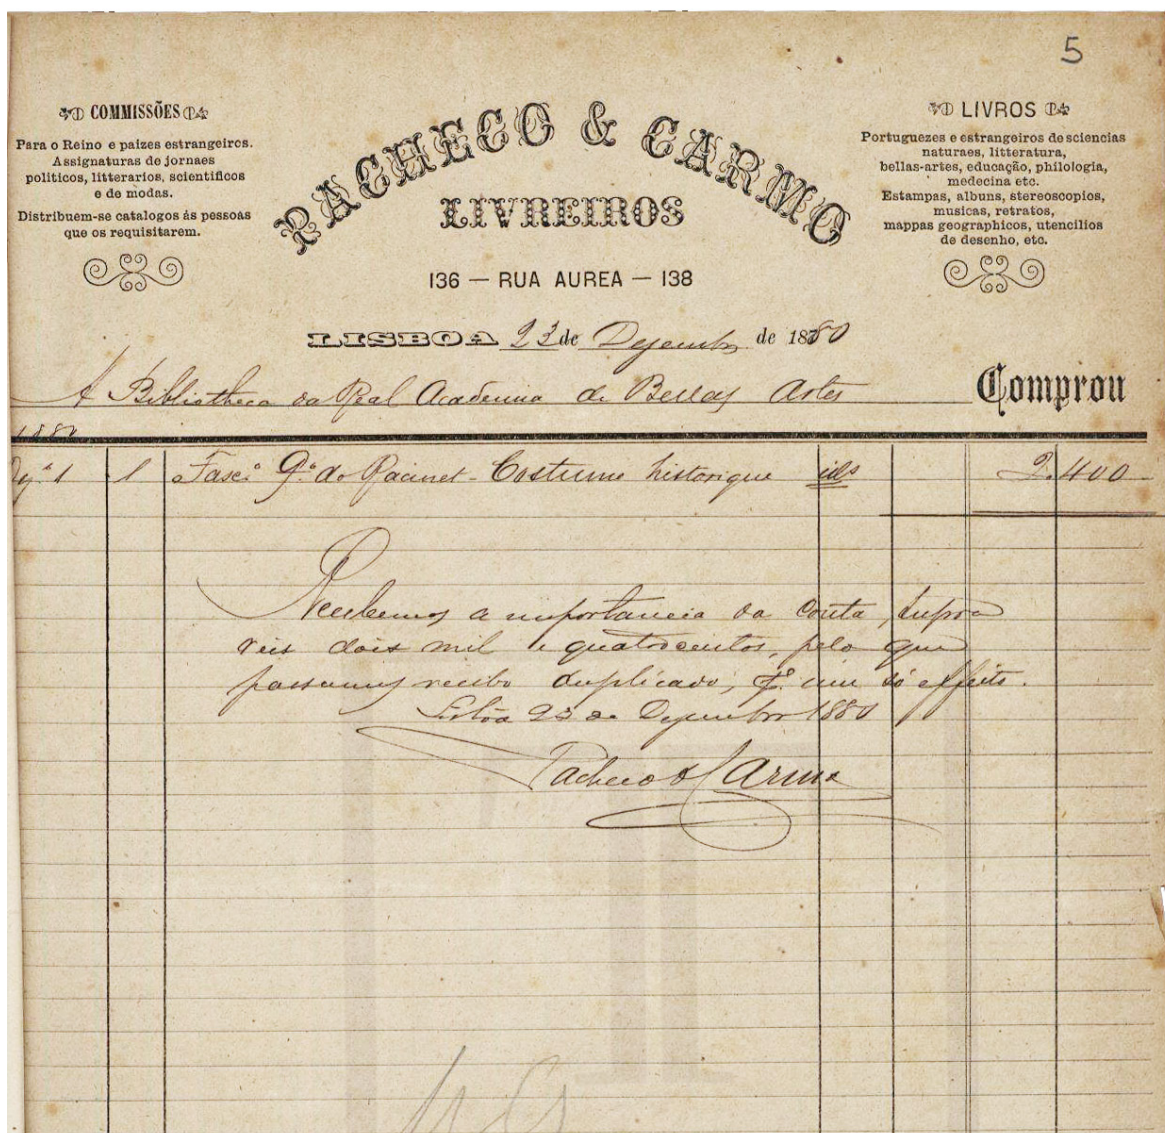 5
COMMISSÕES
Para o Reino e paizes estrangeiros.
Assignaturas de jornaes
politicos, litterarios, scientificos
e de modas.
Distribuem-se catalogos ás pessoas
que os requisitarem.
PACHECO & CARMO
LIVREIROS
136 — RUA AUREA — 138
LIVROS
Portuguezes e estrangeiros de sciencias
naturaes, litteratura,
bellas-artes, educação, philologia,
medecina etc.
Estampas, albuns, stereoscopios,
musicas, retratos,
mappas geographicos, utencilios
de desenho, etc.
LISBOA 23 de Dezembro de 1880
A Bibliotheca da Real Academia de Bellas Artes Comprou
1880
1 1 Fasc.º 9.º do Racinet - Costume historique 2.400
Recebemos a importancia da conta supra
reis dois mil e quatrocentos, pelo que
passamos recibo duplicado, p.ª um só effeito.
Lisboa 23 de Dezembro 1880
Pacheco & Carmo